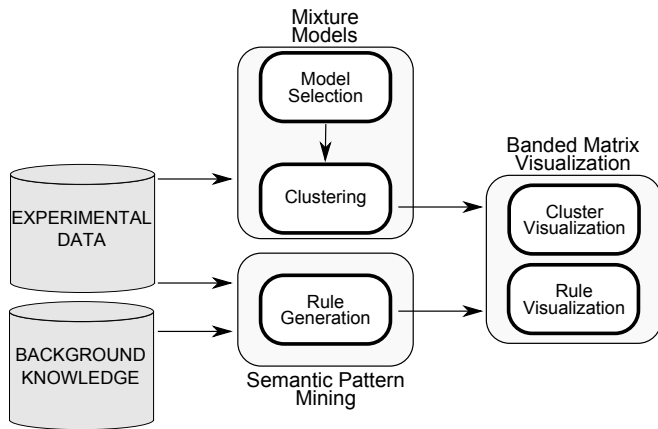 Mixture
Models
Model
Selection
Clustering
EXPERIMENTAL
DATA
BACKGROUND
KNOWLEDGE
Rule
Generation
Semantic Pattern
Mining
Banded Matrix
Visualization
Cluster
Visualization
Rule
Visualization